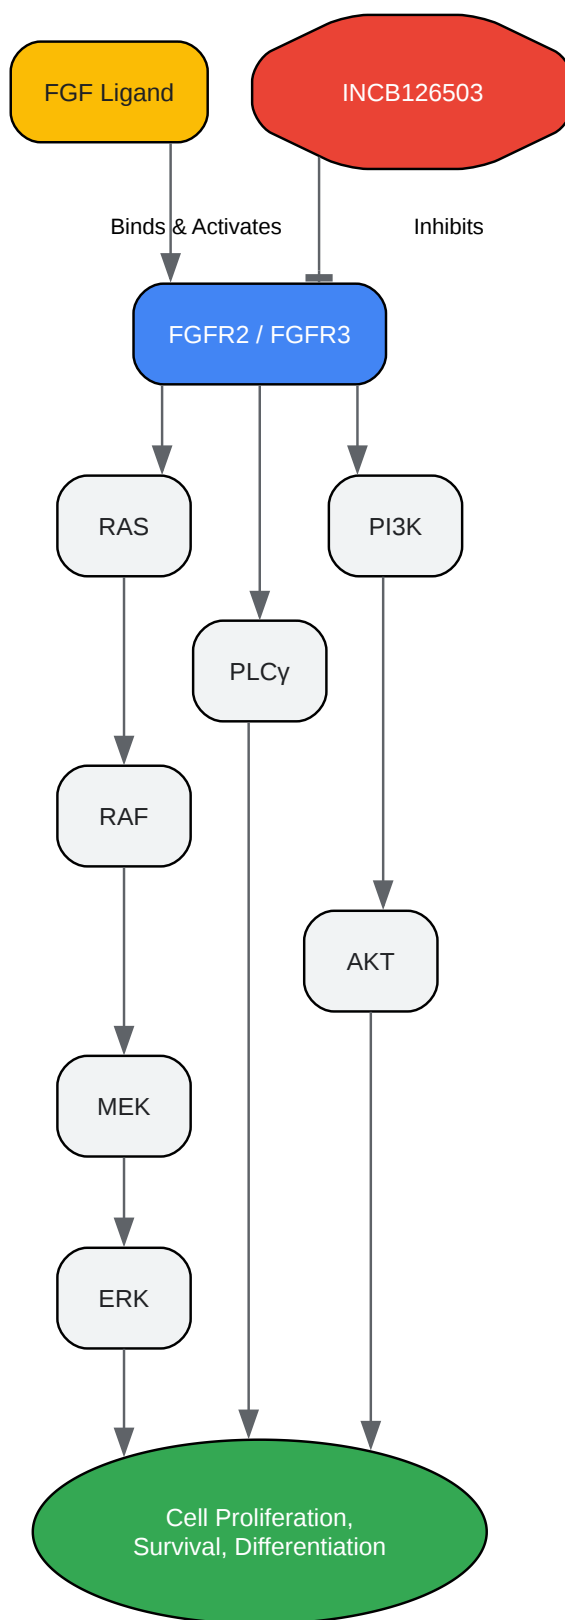 FGF Ligand
INCB126503
Binds & Activates
Inhibits
FGFR2 / FGFR3
RAS
PI3K
PLCγ
RAF
AKT
MEK
ERK
Cell Proliferation,
Survival, Differentiation